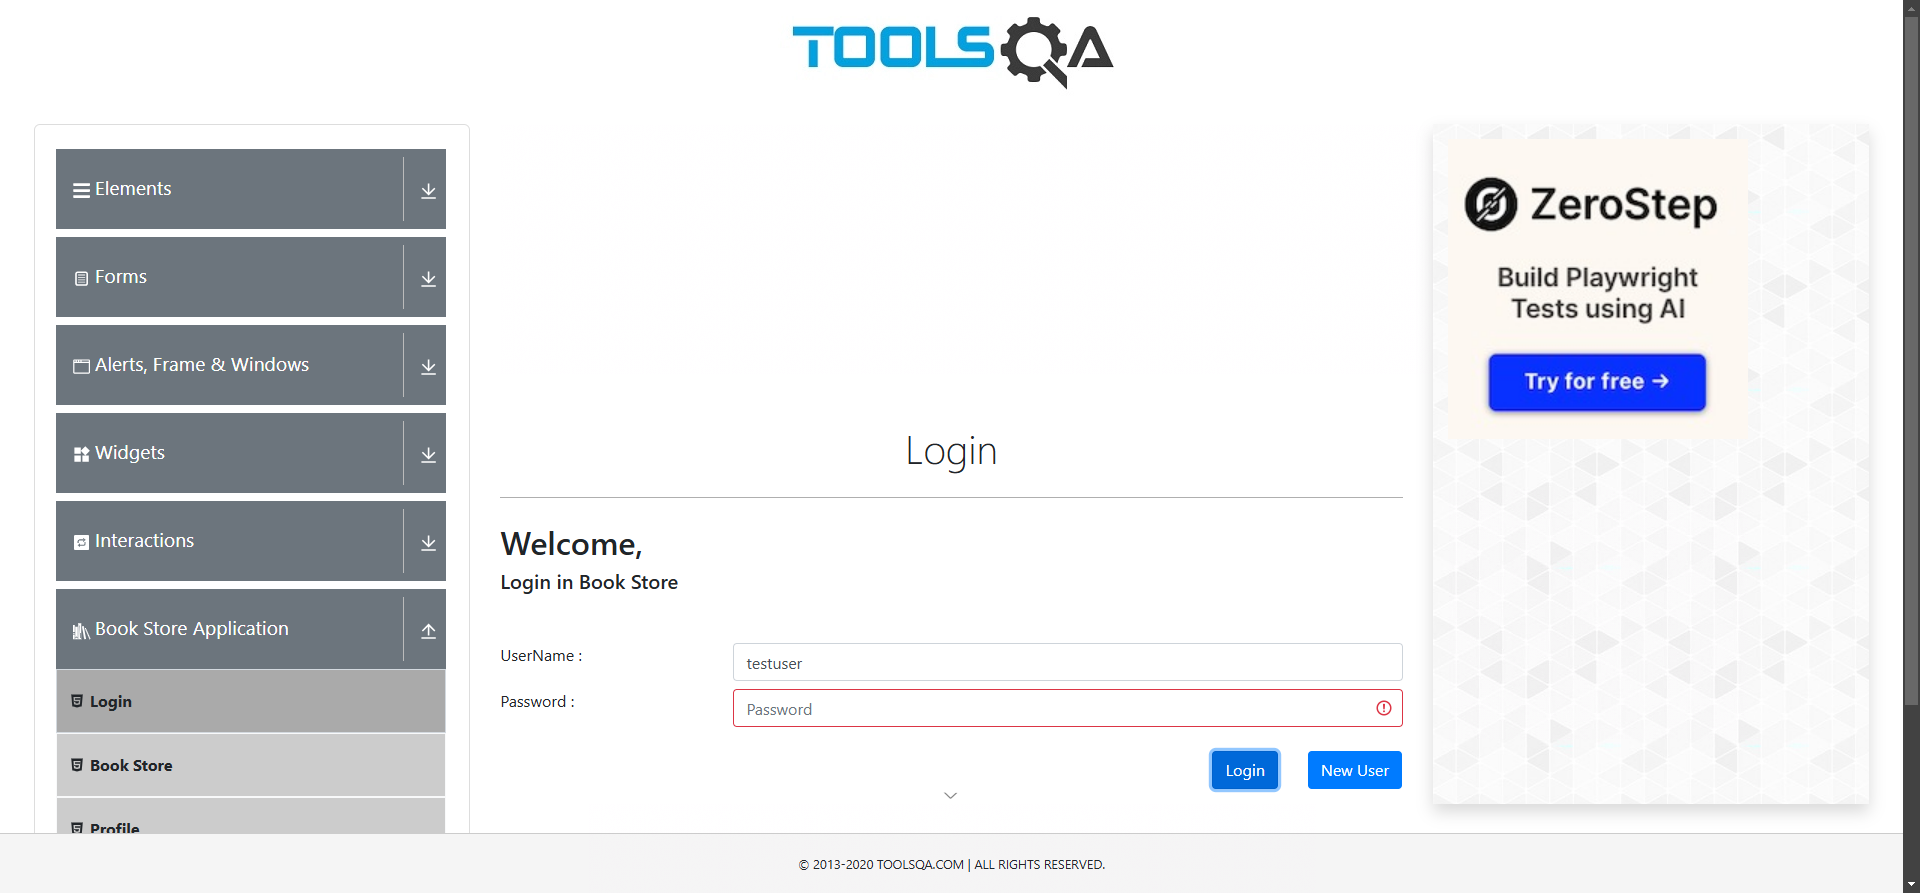 TOOLSQA
Elements
Forms
Alerts, Frame & Windows
Widgets
Interactions
Book Store Application
Login
Book Store
Profile
Login
Welcome,
Login in Book Store
UserName :
testuser
Password :
Password
Login
New User
ZeroStep
Build Playwright
Tests using AI
Try for free →
© 2013-2020 TOOLSQA.COM | ALL RIGHTS RESERVED.